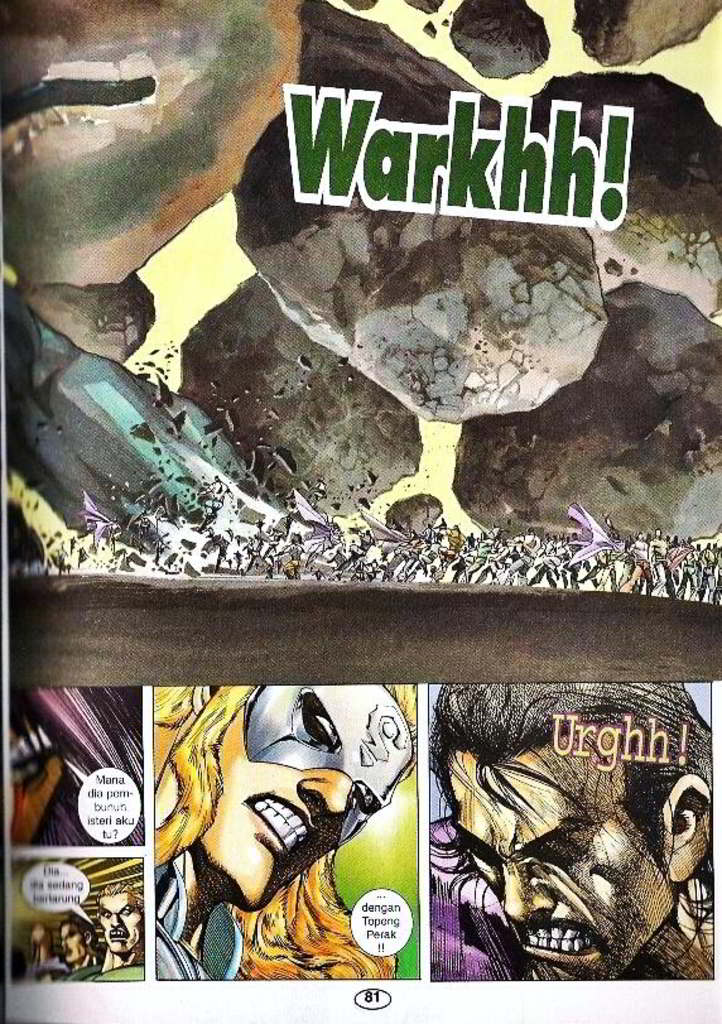 Warkhh!
Mana
dia pem-
bunuh
isteri aku
tu?
Dia...
dia sedang
bertarung
... dengan
Topeng
Perak
!!
Urghh!
81